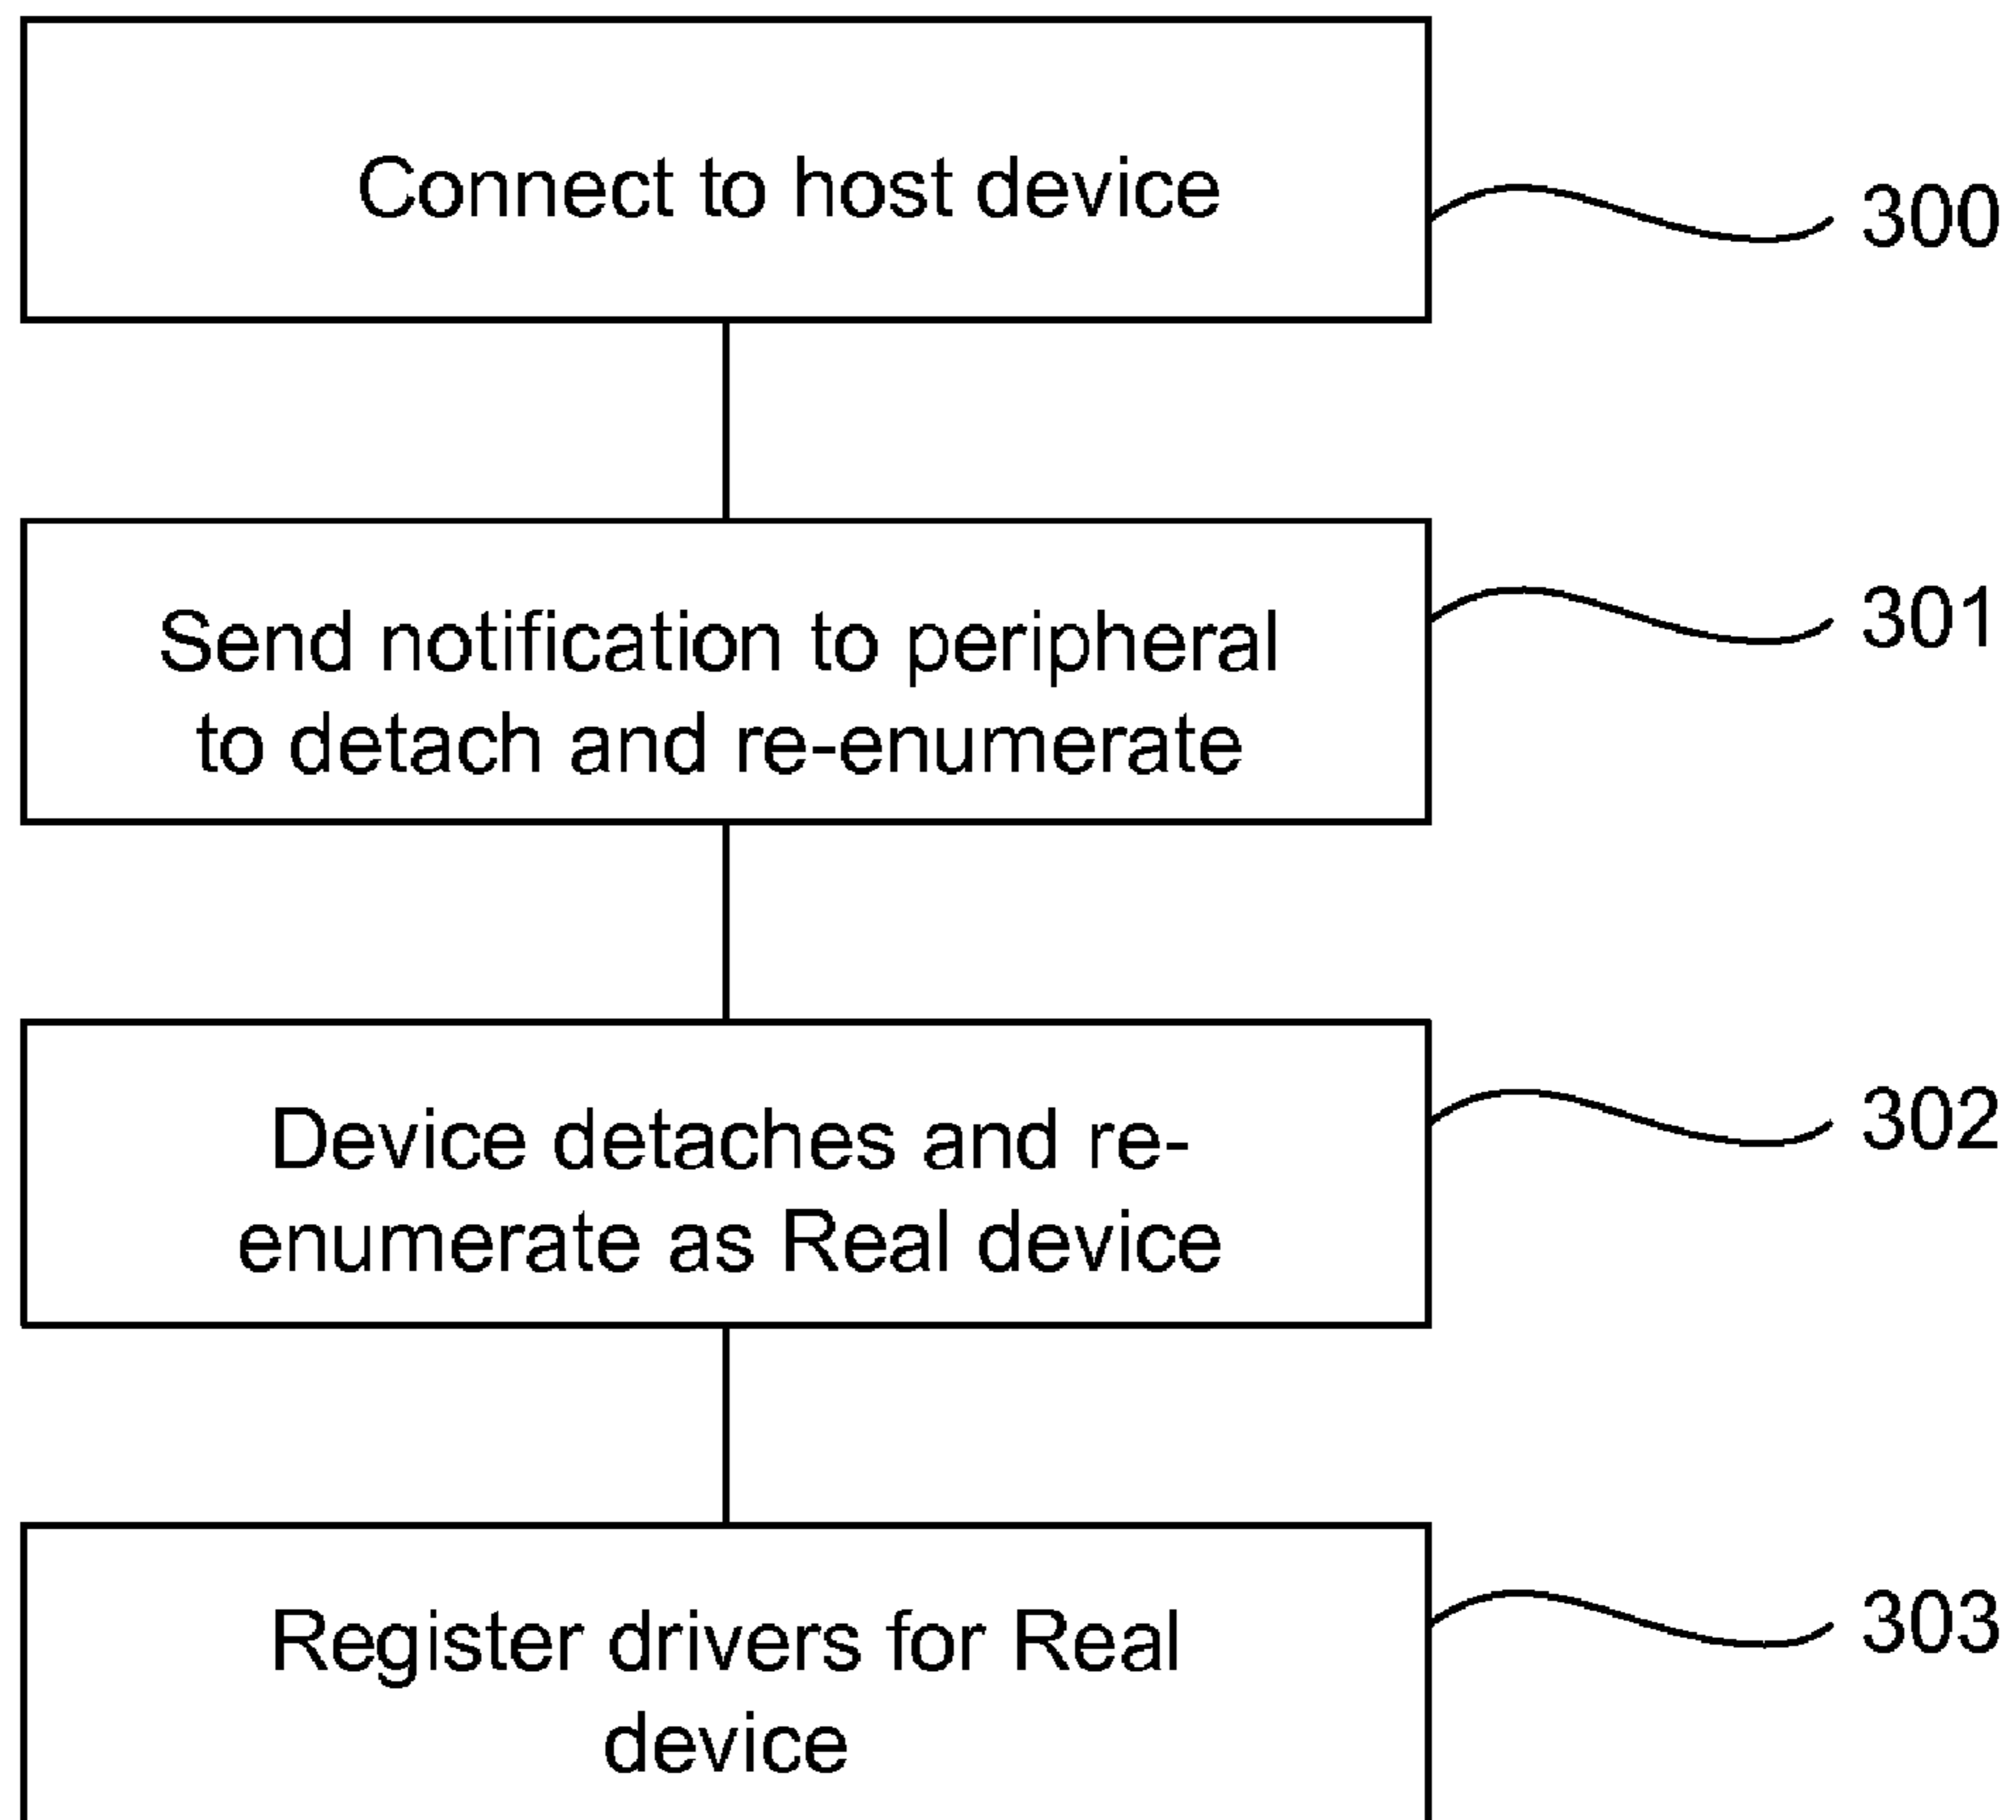 Connect to host device
300
Send notification to peripheral
to detach and re-enumerate
301
Device detaches and re-
enumerate as Real device
302
Register drivers for Real
device
303